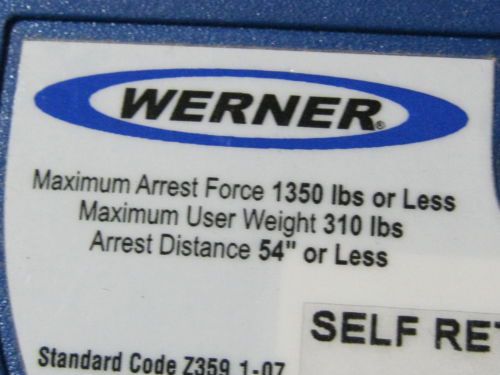 WERNER®
Maximum Arrest Force 1350 lbs or Less
Maximum User Weight 310 lbs
Arrest Distance 54" or Less
SELF
Standard Code Z359 1-07